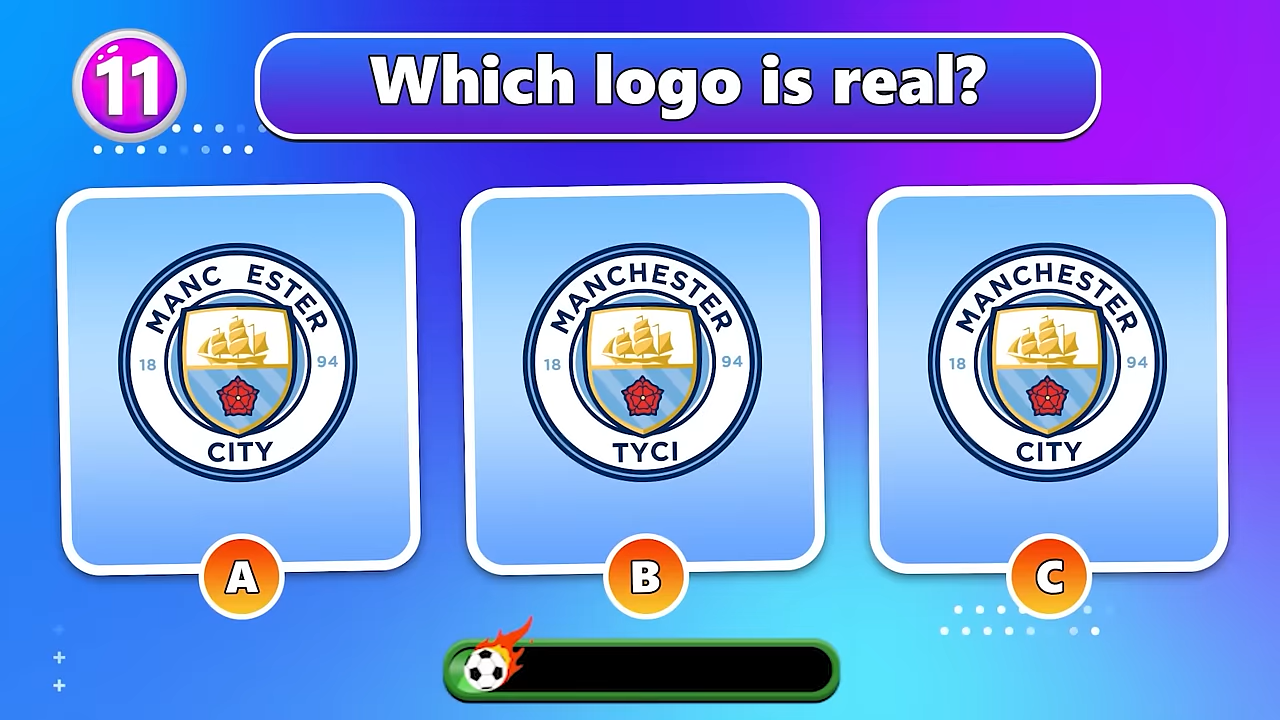 11
Which logo is real?
MANC ESTER
18 94
CITY
MANCHESTER
18 94
TYCI
MANCHESTER
18 94
CITY
A
B
C